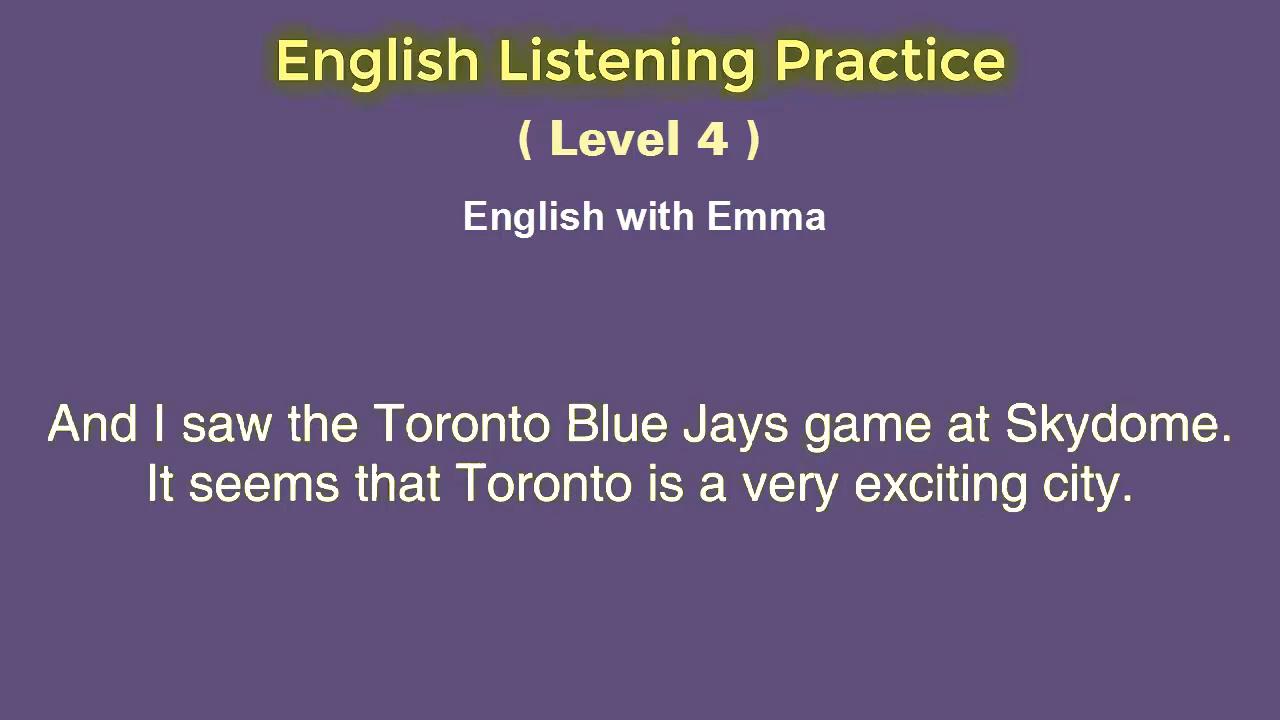 English Listening Practice
( Level 4 )
English with Emma
And I saw the Toronto Blue Jays game at Skydome.
It seems that Toronto is a very exciting city.